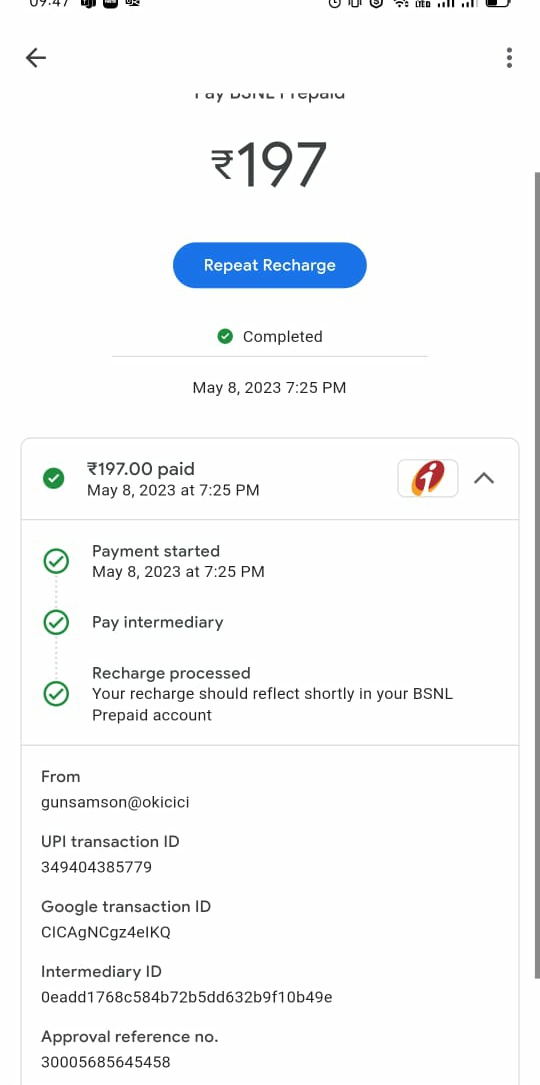 09:47
Pay BSNL Prepaid
₹197
Repeat Recharge
Completed
May 8, 2023 7:25 PM
₹197.00 paid
May 8, 2023 at 7:25 PM
Payment started
May 8, 2023 at 7:25 PM
Pay intermediary
Recharge processed
Your recharge should reflect shortly in your BSNL
Prepaid account
From
gunsamson@okicici
UPI transaction ID
349404385779
Google transaction ID
CICAgNCgz4elKQ
Intermediary ID
0eadd1768c584b72b5dd632b9f10b49e
Approval reference no.
30005685645458